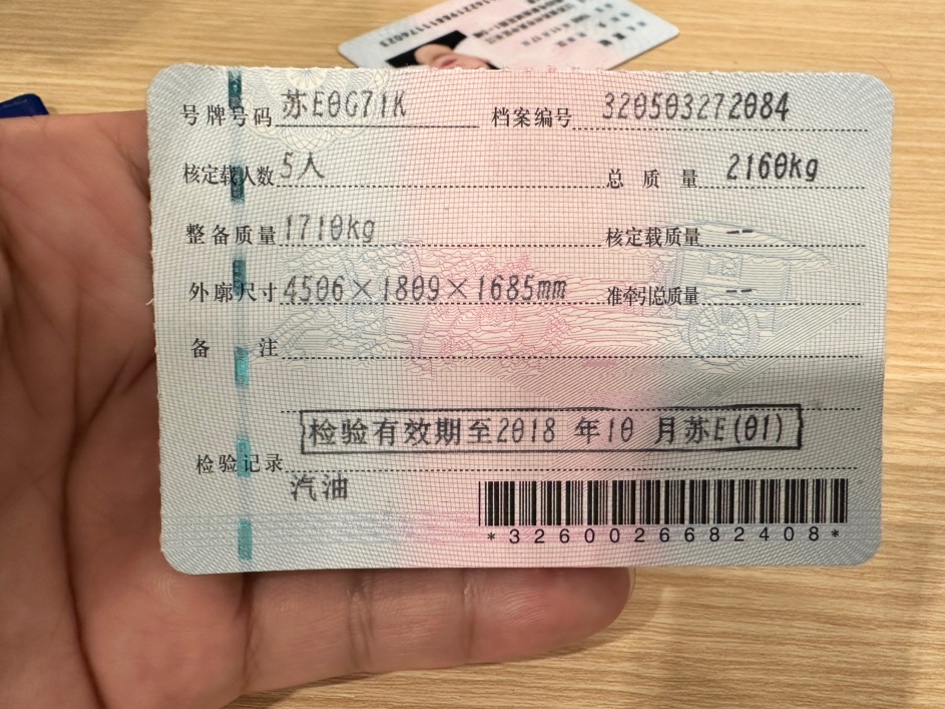 号牌号码 苏E0G71K 档案编号 320503272084
核定载人数 5人 总质量 2160kg
整备质量 1710kg 核定载质量 --
外廓尺寸 4506×1809×1685mm 准牵引总质量 --
备注
检验有效期至2018 年10 月苏E(01)
检验记录
汽油
*3260026682408*